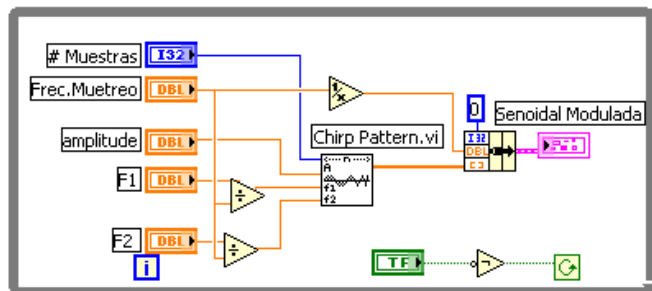 # Muestras I32
Frec.Muetreo DBL
1/x
0 Senoidal Modulada
amplitude DBL
Chirp Pattern.vi
I32
DBL
n
A
f1
f2
F1 DBL
÷
F2 DBL
÷
i
TF